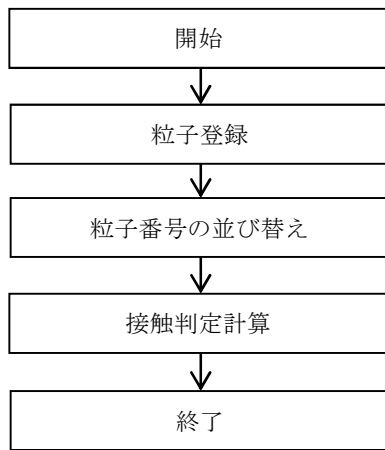 開始
粒子登録
粒子番号の並び替え
接触判定計算
終了